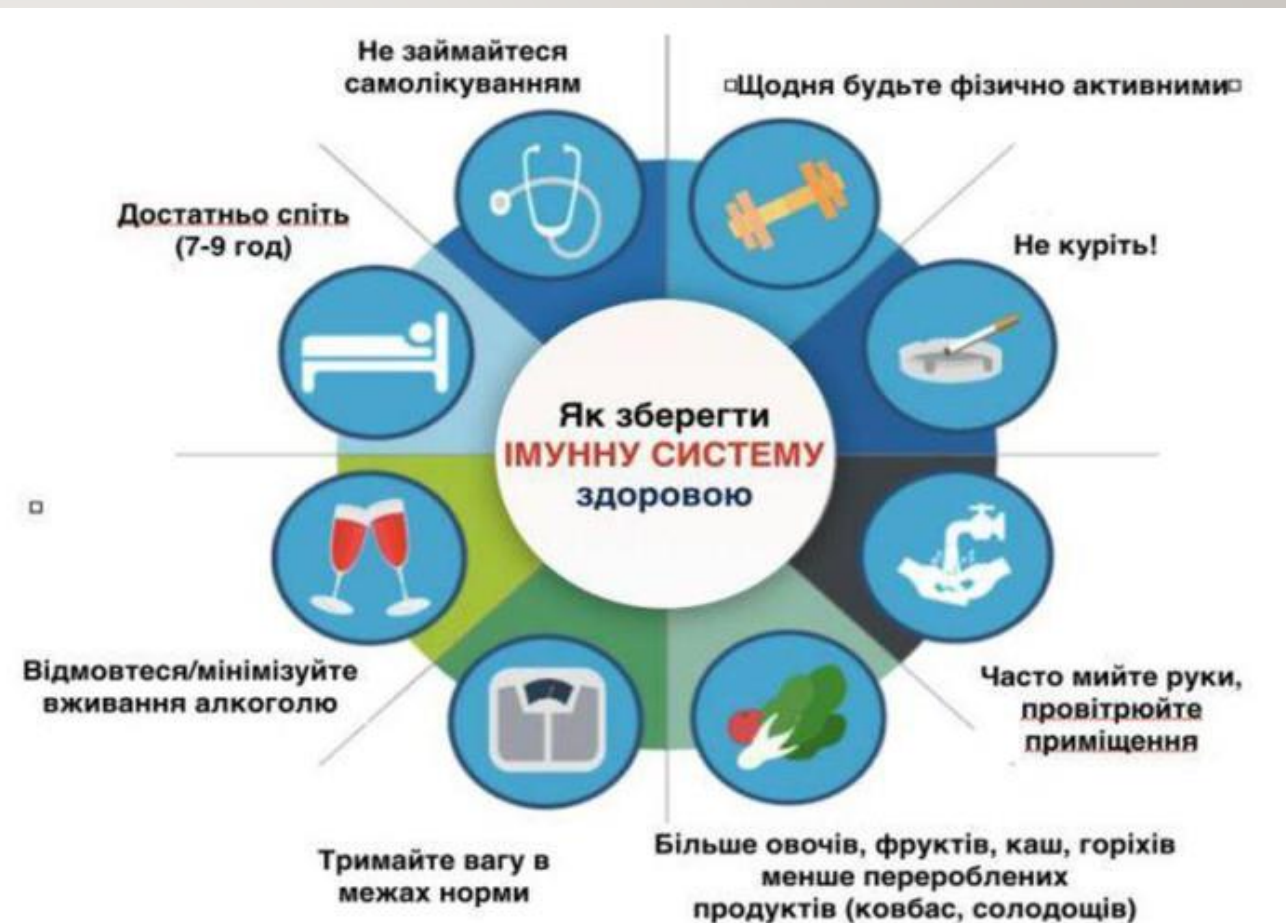 Не займайтеся
самолікуванням
Щодня будьте фізично активними
Достатньо спіть
(7-9 год)
Не куріть!
Як зберегти
ІМУННУ СИСТЕМУ
здоровою
Відмовтеся/мінімізуйте
вживання алкоголю
Часто мийте руки,
провітрюйте
приміщення
Тримайте вагу в
межах норми
Більше овочів, фруктів, каш, горіхів
менше перероблених
продуктів (ковбас, солодощів)